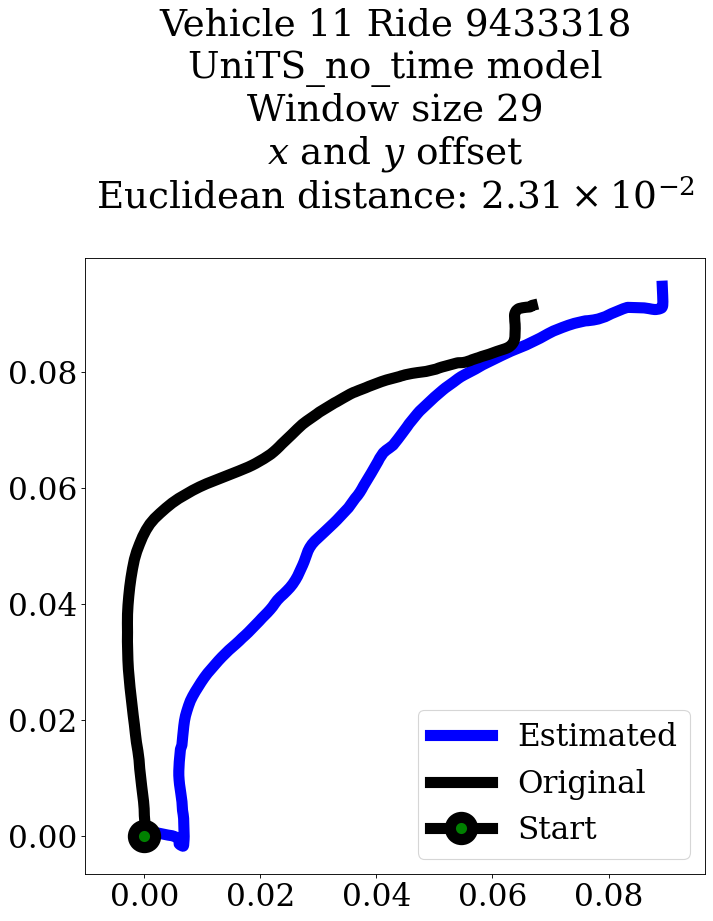 Vehicle 11 Ride 9433318
UniTS_no_time model
Window size 29
x and y offset
Euclidean distance: 2.31 × 10⁻²
0.08
0.06
0.04
0.02
0.00
Estimated
Original
Start
0.00 0.02 0.04 0.06 0.08